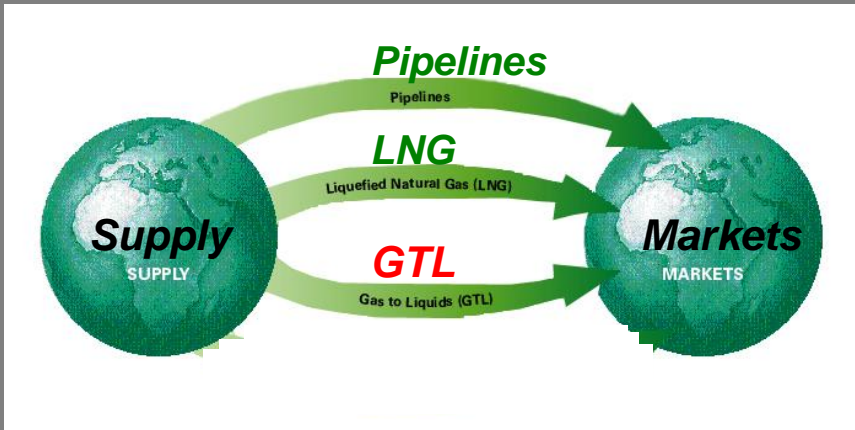 Pipelines
Pipelines
LNG
Liquefied Natural Gas (LNG)
Supply
SUPPLY
Markets
MARKETS
GTL
Gas to Liquids (GTL)